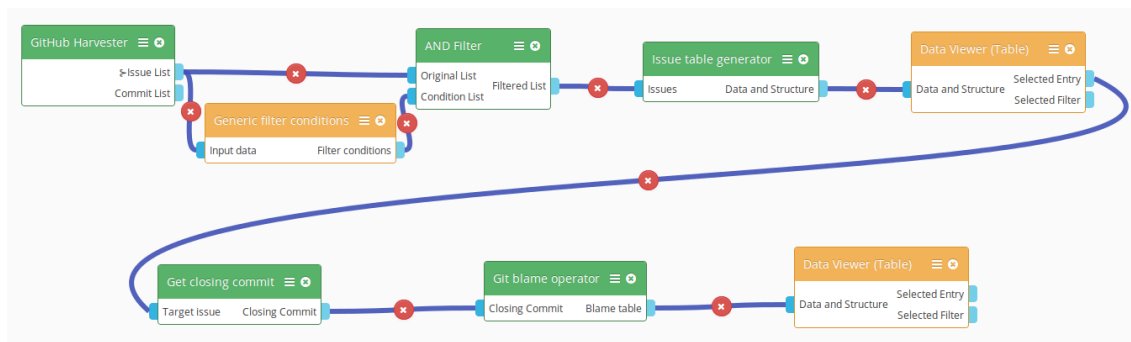 GitHub Harvester
Issue List
Commit List
Generic filter conditions
Input data Filter conditions
AND Filter
Original List
Condition List
Filtered List
Issue table generator
Issues Data and Structure
Data Viewer (Table)
Data and Structure
Selected Entry
Selected Filter
Get closing commit
Target issue Closing Commit
Git blame operator
Closing Commit Blame table
Data Viewer (Table)
Data and Structure
Selected Entry
Selected Filter